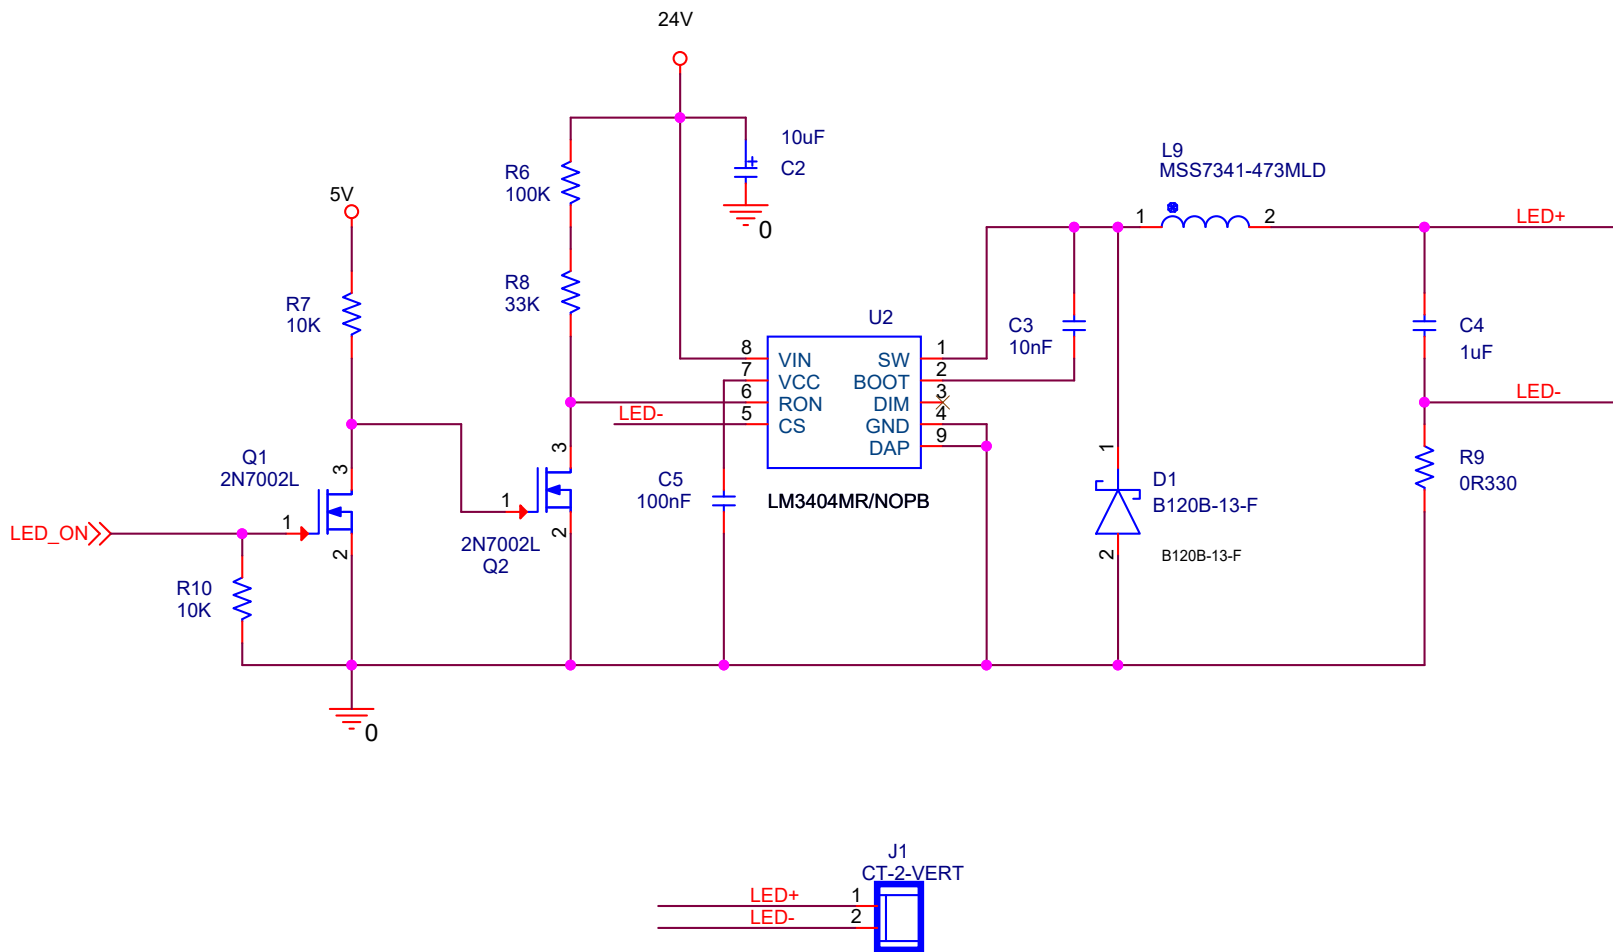 24V
10uF
C2
0
L9
MSS7341-473MLD
1
2
LED+
R6
100K
5V
R8
33K
R7
10K
U2
C3
10nF
C4
1uF
8
VIN
SW
1
7
VCC
BOOT
2
6
RON
DIM
3
5
CS
GND
4
DAP
9
LED-
LED-
LM3404MR/NOPB
Q1
2N7002L
3
1
2
LED_ON
R10
10K
3
1
2
2N7002L
Q2
C5
100nF
1
D1
B120B-13-F
2
B120B-13-F
R9
0R330
0
J1
CT-2-VERT
LED+
1
LED-
2